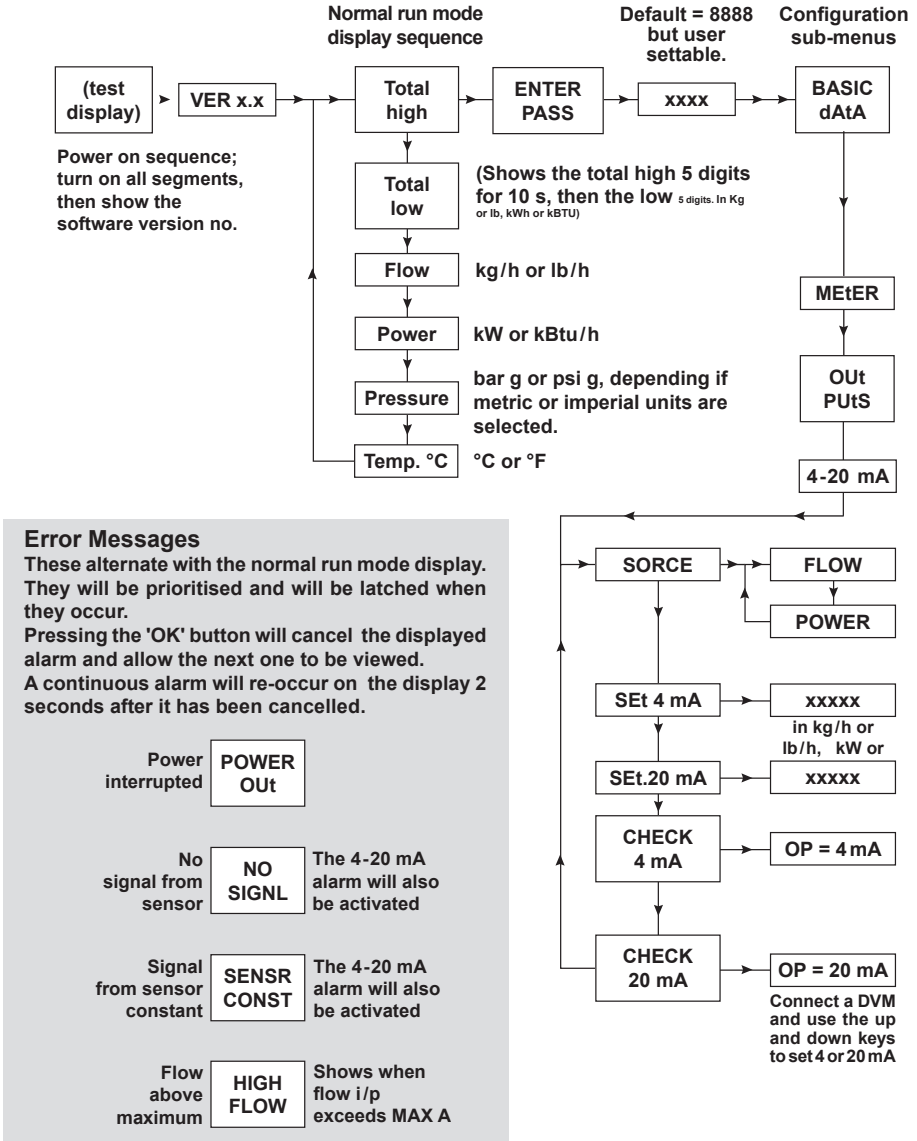 Normal run mode
display sequence
Default = 8888
but user
settable.
Configuration
sub-menus
(test
display)
VER x.x
Total
high
ENTER
PASS
xxxx
BASIC
dAtA
Power on sequence;
turn on all segments,
then show the
software version no.
Total
low
(Shows the total high 5 digits
for 10 s, then the low 5 digits. In Kg
or lb, kWh or kBTU)
Flow
kg/h or lb/h
Power
kW or kBtu/h
Pressure
bar g or psi g, depending if
metric or imperial units are
selected.
Temp. °C
°C or °F
MEtER
OUt
PUtS
4-20 mA
SORCE
FLOW
POWER
SEt 4 mA
xxxxx
in kg/h or
lb/h, kW or
SEt.20 mA
xxxxx
CHECK
4 mA
OP = 4 mA
CHECK
20 mA
OP = 20 mA
Connect a DVM
and use the up
and down keys
to set 4 or 20 mA
Error Messages
These alternate with the normal run mode display.
They will be prioritised and will be latched when
they occur.
Pressing the 'OK' button will cancel the displayed
alarm and allow the next one to be viewed.
A continuous alarm will re-occur on the display 2
seconds after it has been cancelled.
Power
interrupted
POWER
OUt
No
signal from
sensor
NO
SIGNL
The 4-20 mA
alarm will also
be activated
Signal
from sensor
constant
SENSR
CONST
The 4-20 mA
alarm will also
be activated
Flow
above
maximum
HIGH
FLOW
Shows when
flow i/p
exceeds MAX A